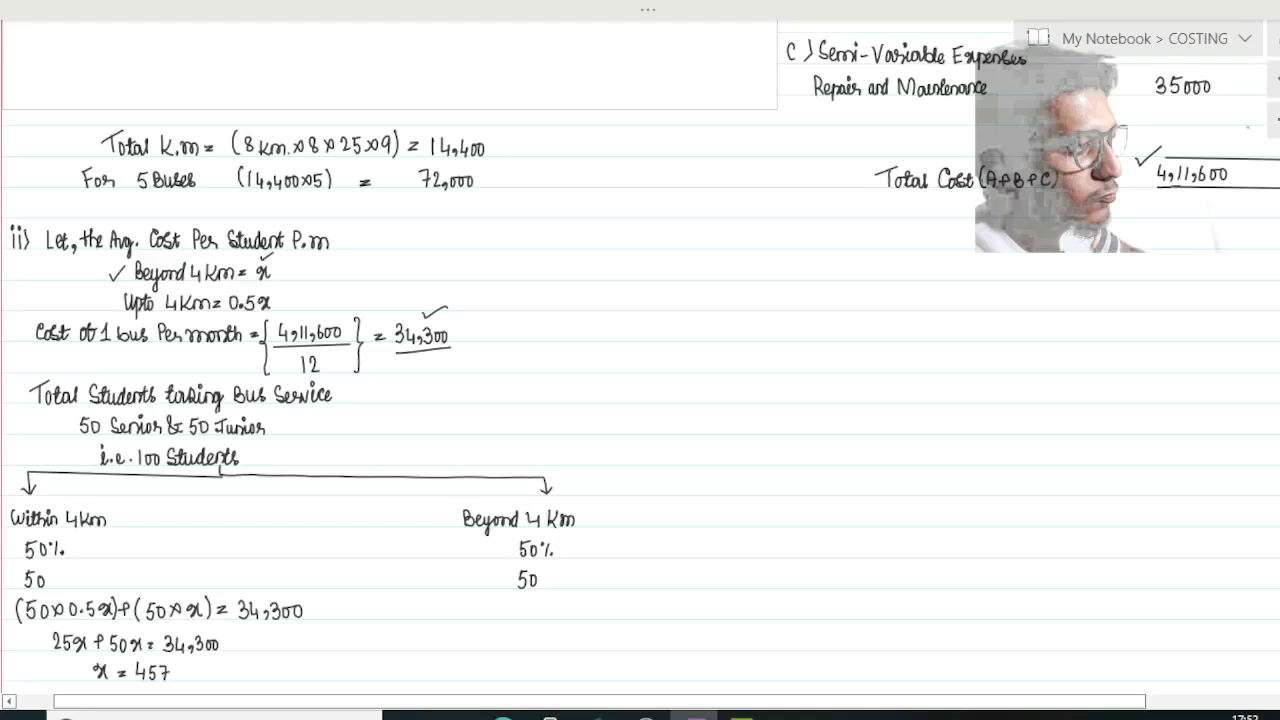 My Notebook > COSTING
C) Semi-Variable Expenses
Repair and Maintenance 35000
Total Cost (A+B+C) 4,11,600
Total K.m = (8 Km. × 8 × 25 × 9) = 14,400
For 5 Buses (14,400×5) = 72,000
ii) Let, the Avg. Cost Per Student P.m
✓ Beyond 4 Km = x
Upto 4 Km = 0.5x
Cost of 1 bus Per month = { 4,11,600 / 12 } = 34,300
Total Students taking Bus Service
50 Senior & 50 Junior
i.e. 100 Students
Within 4 Km Beyond 4 Km
50% 50%
50 50
(50×0.5x)+(50×x) = 34,300
25x + 50x = 34,300
x = 457
17:52